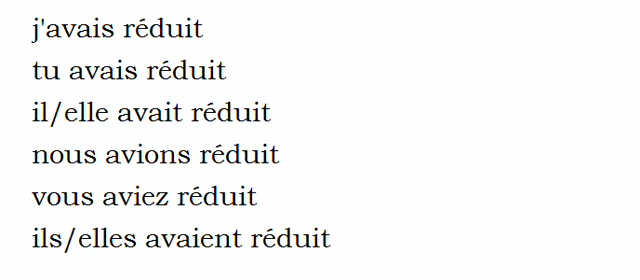 j'avais réduit
tu avais réduit
il/elle avait réduit
nous avions réduit
vous aviez réduit
ils/elles avaient réduit